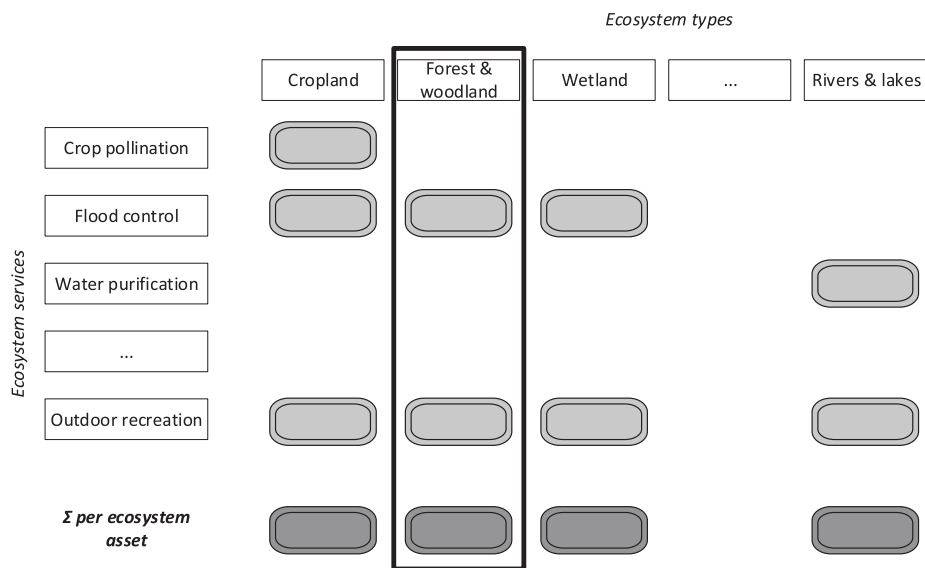 Ecosystem types
Cropland
Forest &
woodland
Wetland
...
Rivers & lakes
Ecosystem services
Crop pollination
Flood control
Water purification
...
Outdoor recreation
Σ per ecosystem
asset